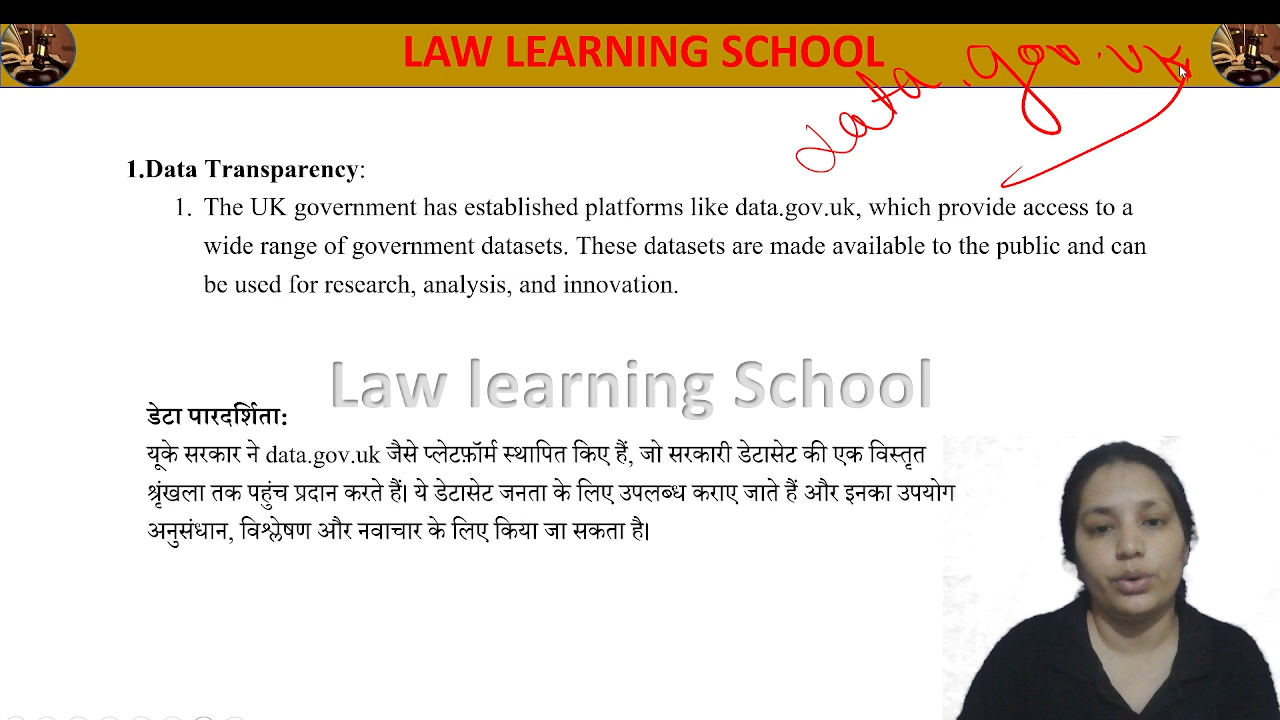 LAW LEARNING SCHOOL
data.gov.uk
1.Data Transparency:
1. The UK government has established platforms like data.gov.uk, which provide access to a
wide range of government datasets. These datasets are made available to the public and can
be used for research, analysis, and innovation.
Law learning School
डेटा पारदर्शिता:
यूके सरकार ने data.gov.uk जैसे प्लेटफ़ॉर्म स्थापित किए हैं, जो सरकारी डेटासेट की एक विस्तृत
श्रृंखला तक पहुंच प्रदान करते हैं। ये डेटासेट जनता के लिए उपलब्ध कराए जाते हैं और इनका उपयोग
अनुसंधान, विश्लेषण और नवाचार के लिए किया जा सकता है।